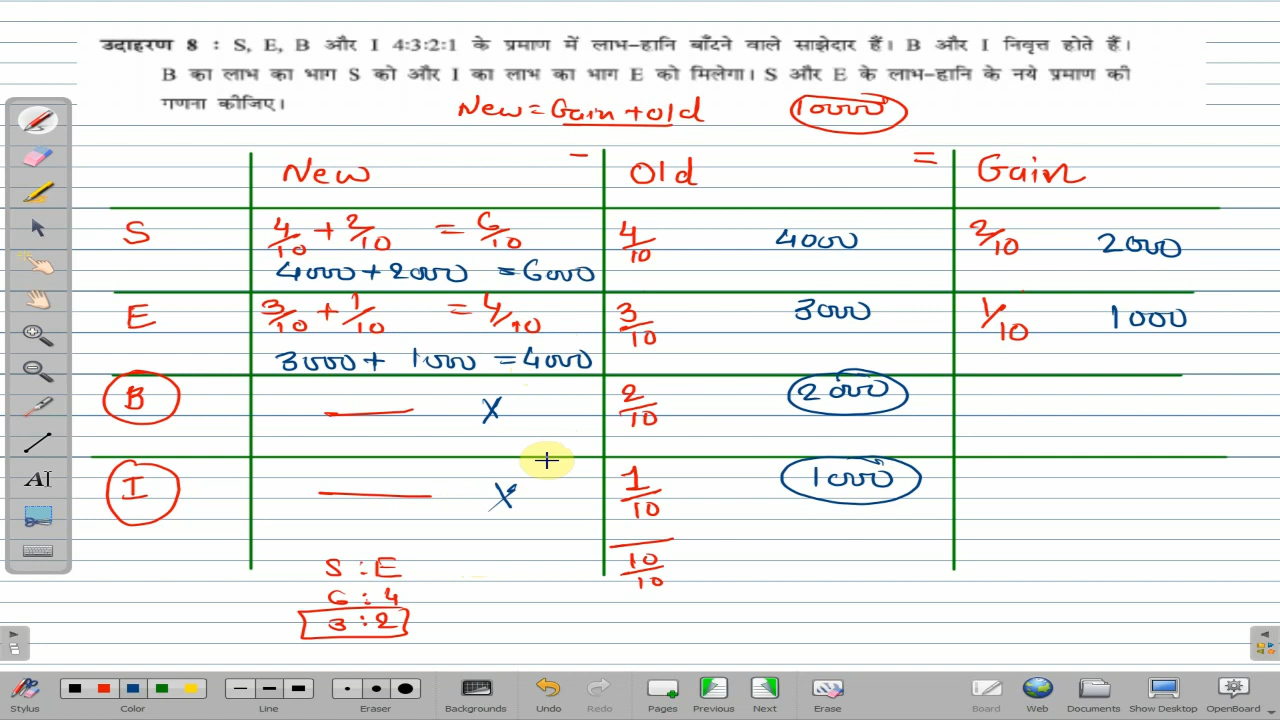 उदाहरण 8 : S, E, B और I 4:3:2:1 के प्रमाण में लाभ-हानि बाँटने वाले साझेदार हैं। B और I निवृत्त होते हैं।
B का लाभ का भाग S को और I का लाभ का भाग E को मिलेगा। S और E के लाभ-हानि के नये प्रमाण की
गणना कीजिए।
New = Gain + Old 10000
New - Old = Gain
S 4/10 + 2/10 = 6/10 4/10 4000 2/10 2000
4000 + 2000 = 6000
E 3/10 + 1/10 = 4/10 3/10 3000 1/10 1000
3000 + 1000 = 4000
B — X 2/10 2000
I — X 1/10 1000
10/10
S : E
6 : 4
3 : 2
Stylus Color Line Eraser Backgrounds Undo Redo Pages Previous Next Erase Board Web Documents Show Desktop OpenBoard